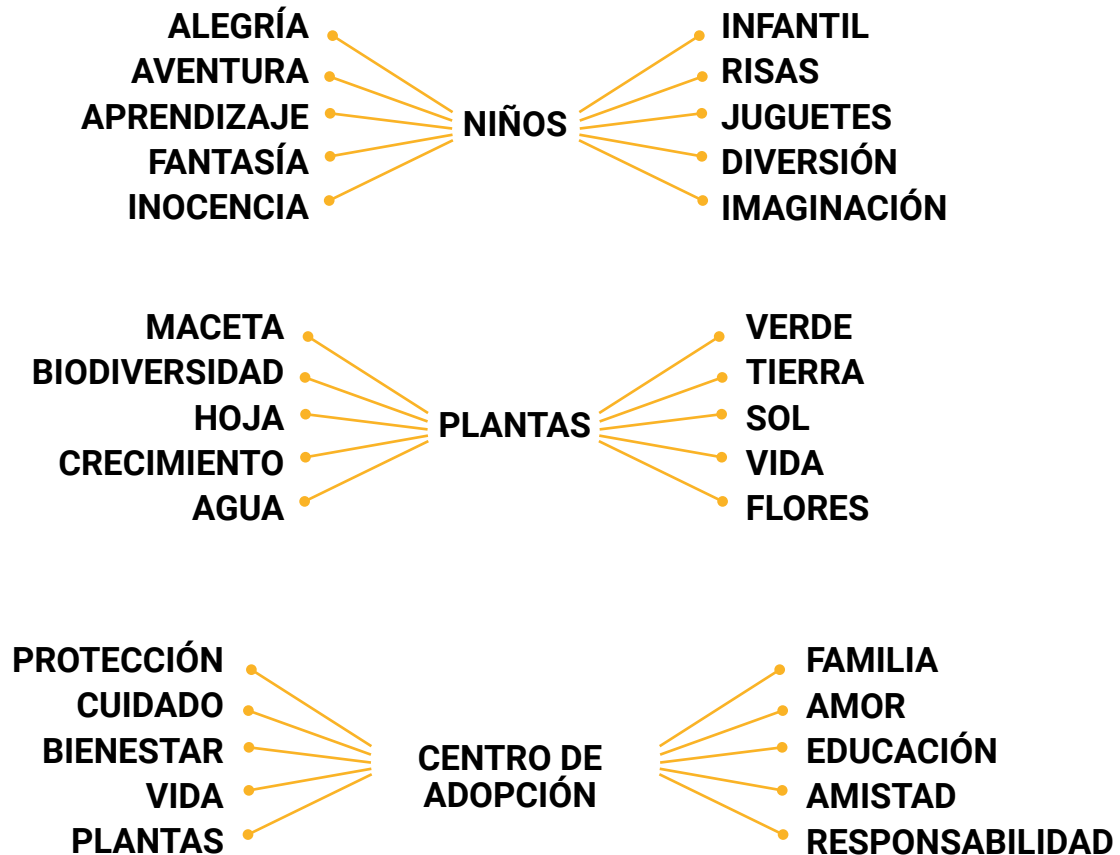 ALEGRÍA
AVENTURA
APRENDIZAJE
FANTASÍA
INOCENCIA
NIÑOS
INFANTIL
RISAS
JUGUETES
DIVERSIÓN
IMAGINACIÓN
MACETA
BIODIVERSIDAD
HOJA
CRECIMIENTO
AGUA
PLANTAS
VERDE
TIERRA
SOL
VIDA
FLORES
PROTECCIÓN
CUIDADO
BIENESTAR
VIDA
PLANTAS
CENTRO DE
ADOPCIÓN
FAMILIA
AMOR
EDUCACIÓN
AMISTAD
RESPONSABILIDAD